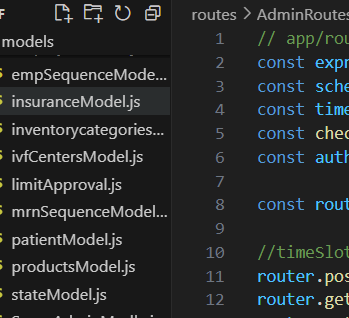 models
empSequenceMode...
insuranceModel.js
inventorycategories...
ivfCentersModel.js
limitApproval.js
mrnSequenceModel...
patientModel.js
productsModel.js
stateModel.js
routes > AdminRoutes
1 // app/rou
2 const expr
3 const sche
4 const time
5 const chec
6 const auth
7
8 const rout
9
10 //timeSlot
11 router.pos
12 router.get